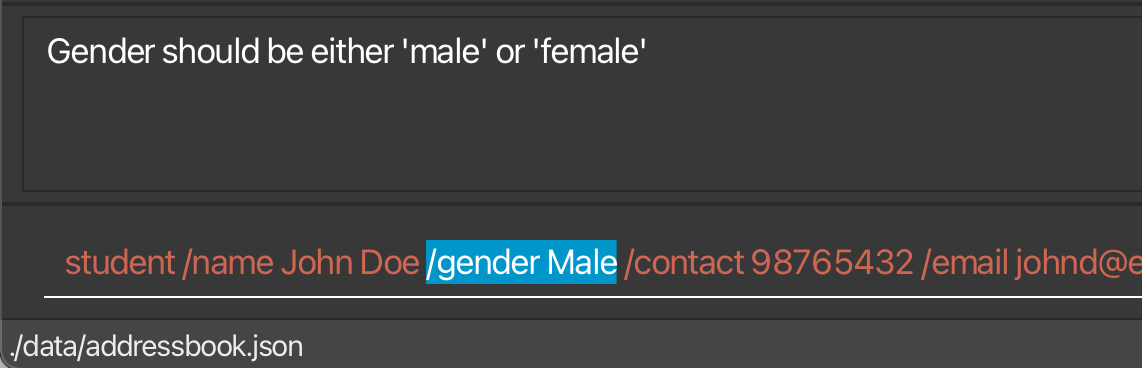 Gender should be either 'male' or 'female'
student /name John Doe /gender Male /contact 98765432 /email johnd@e
./data/addressbook.json